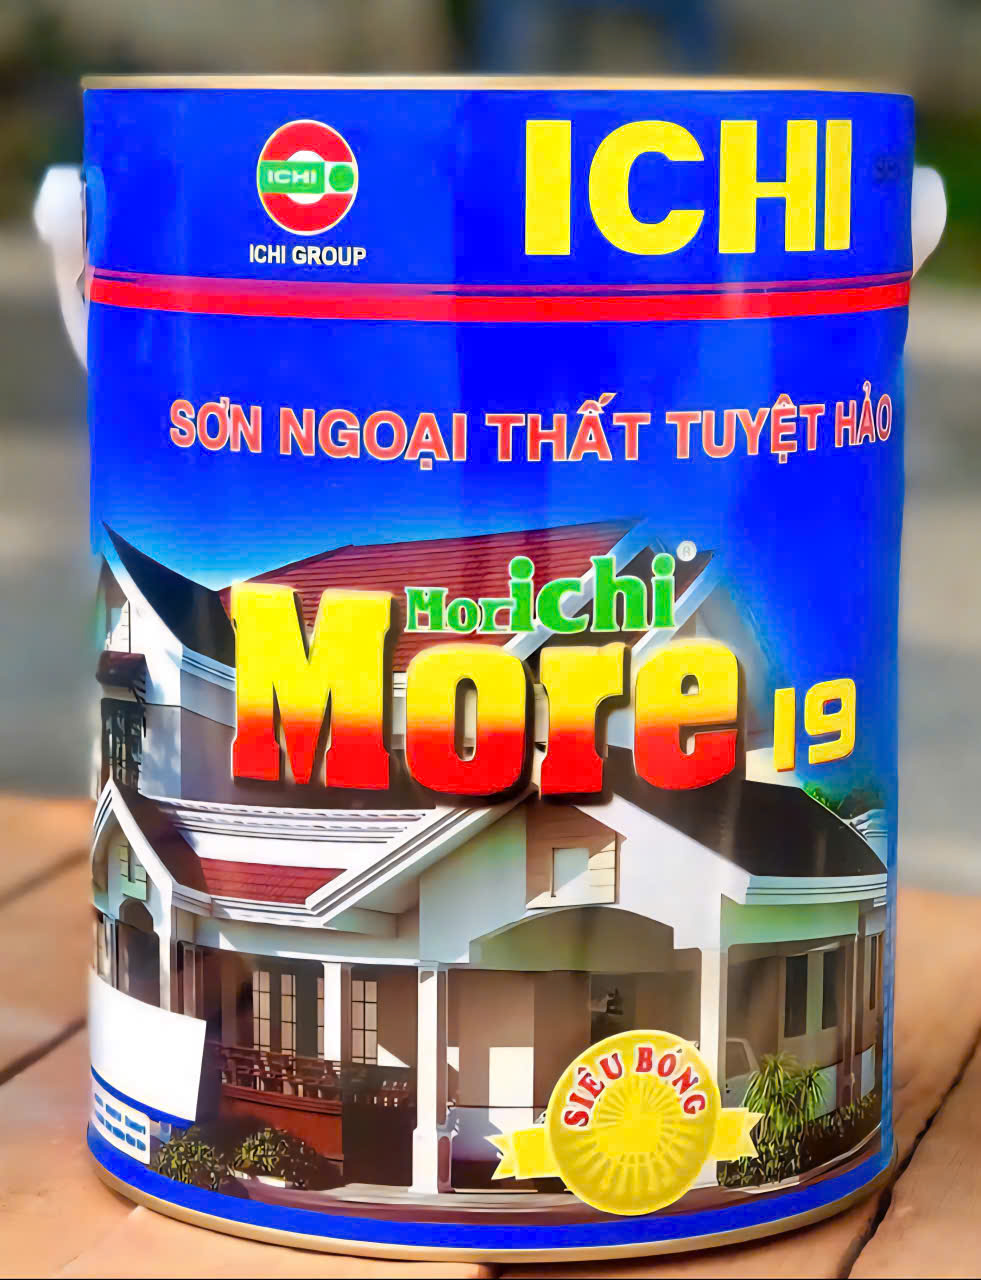 ICHI
ICHI GROUP
ICHI
SƠN NGOẠI THẤT TUYỆT HẢO
Morichi®
More 19
SIÊU BÓNG